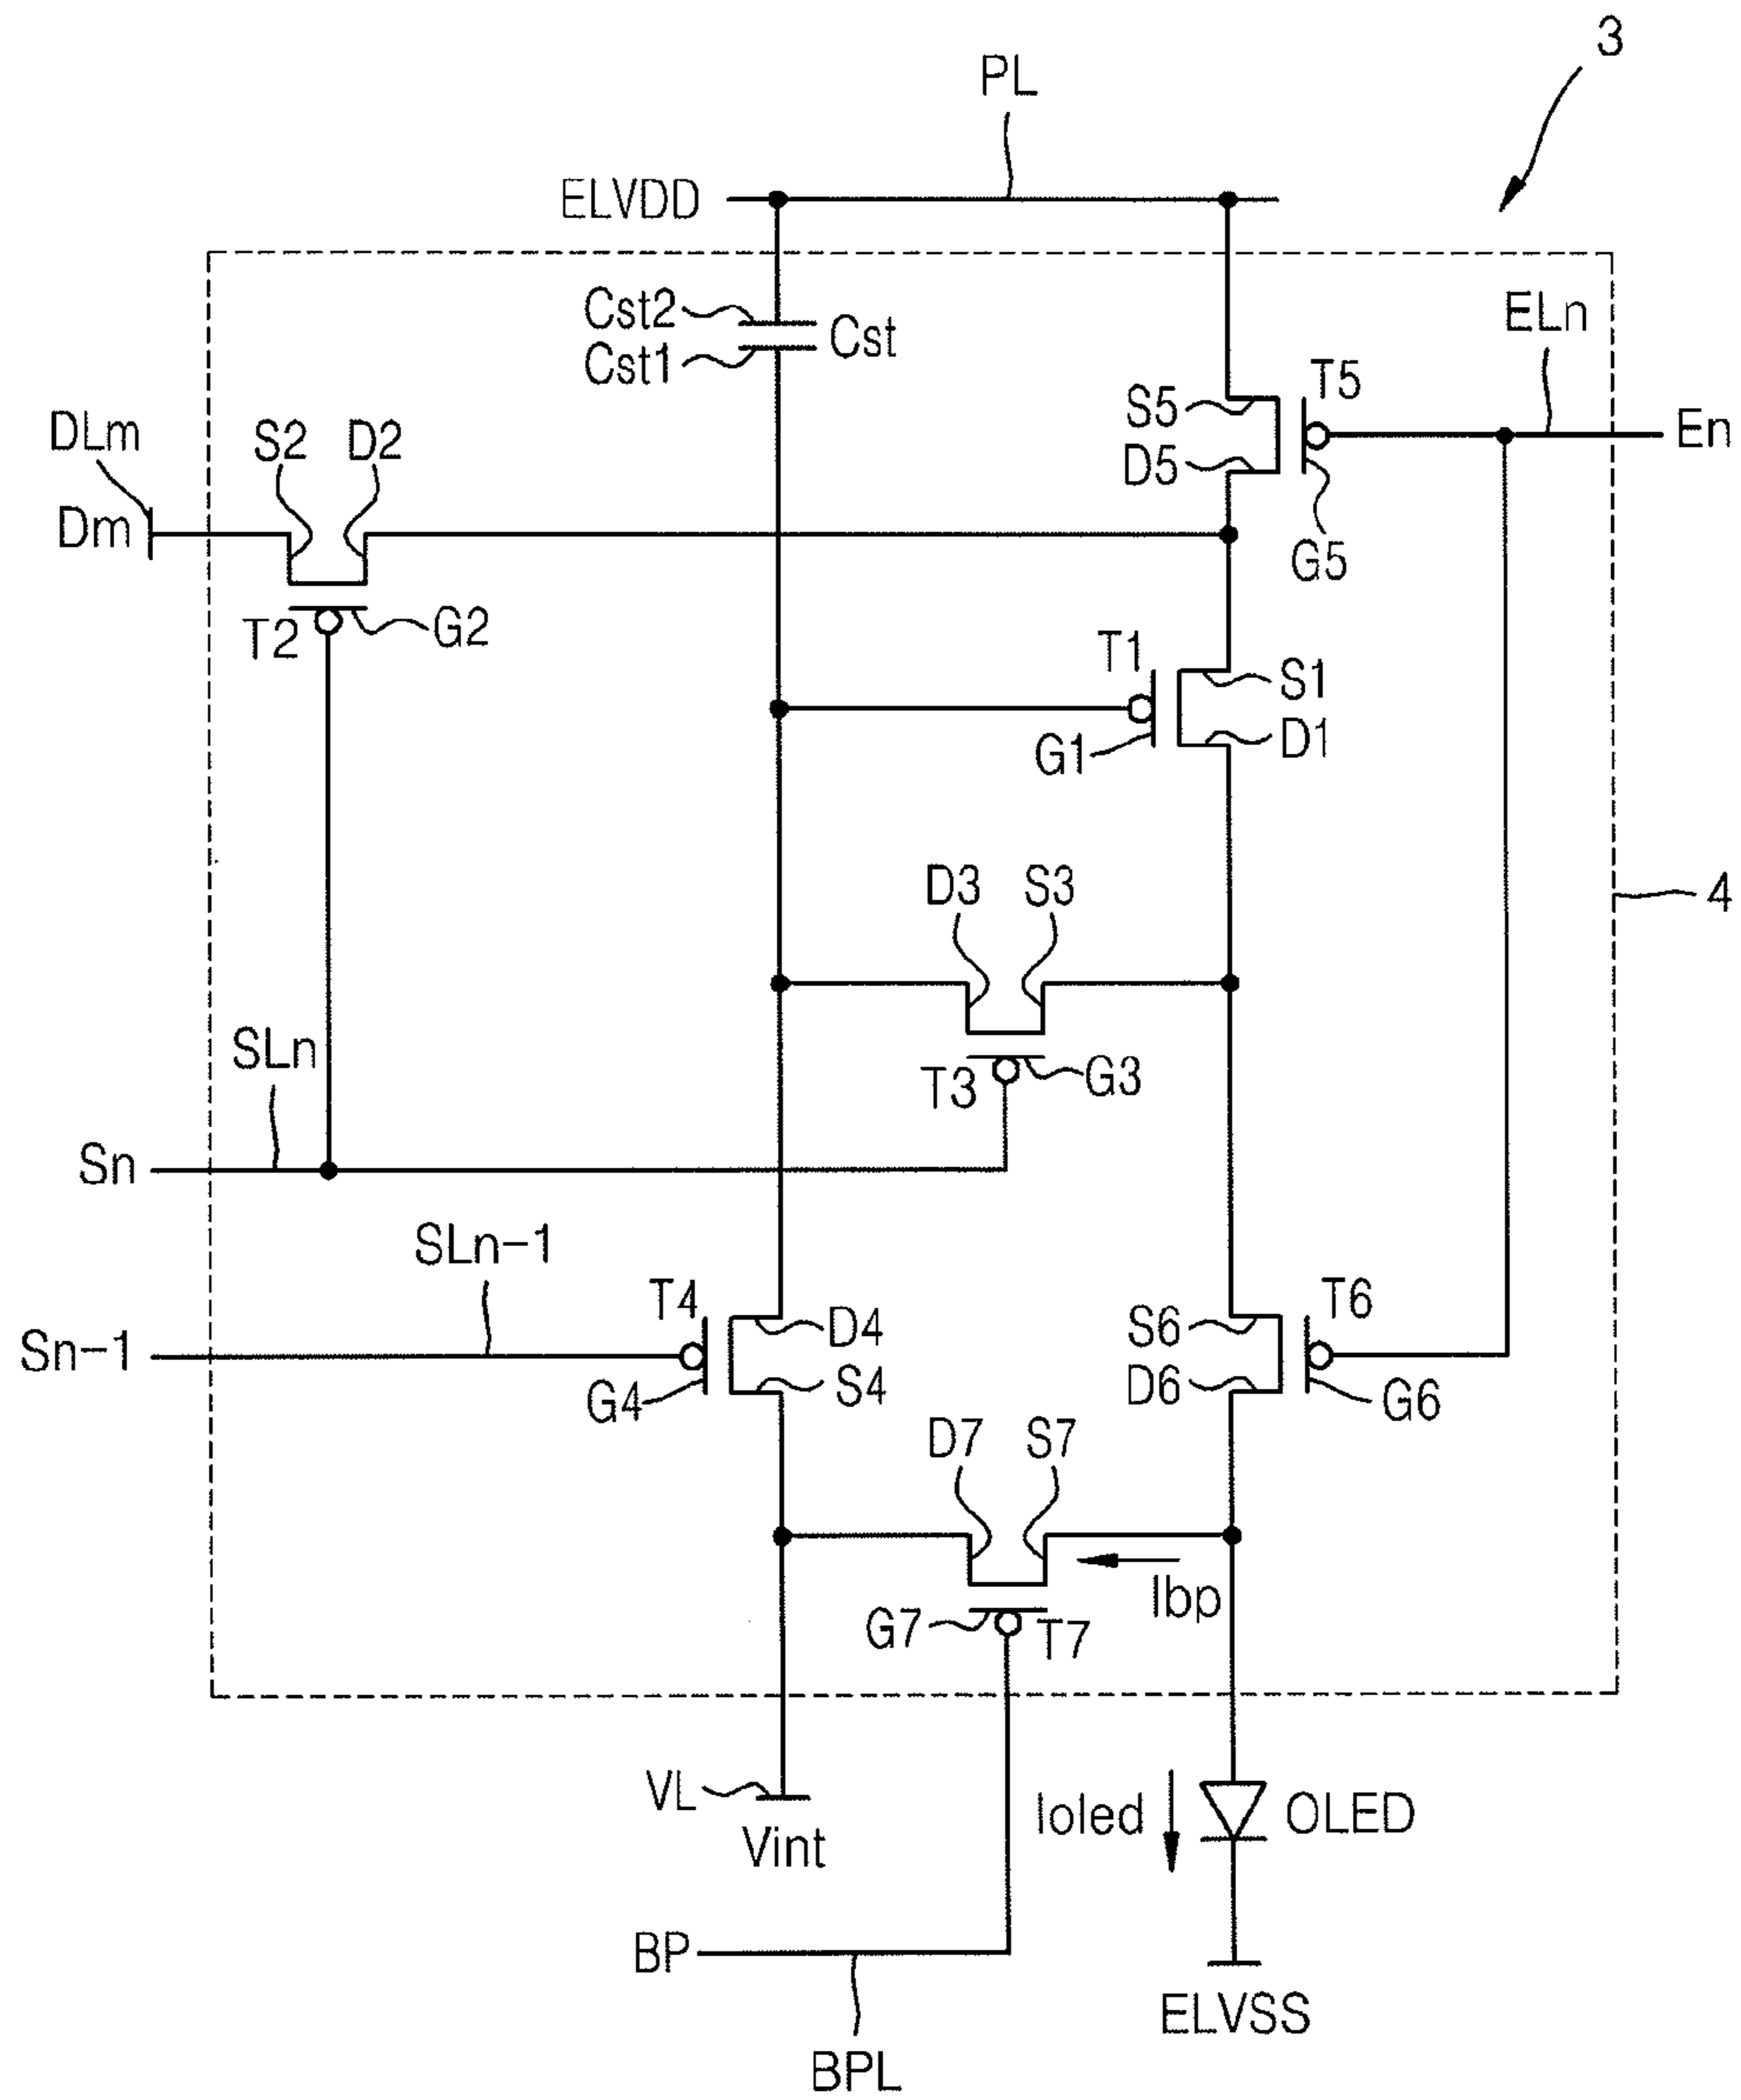 3
PL
ELVDD
Cst2
Cst
Cst1
ELn
T5
S5
DLm
S2 D2
D5
En
Dm
G5
T2
G2
T1
S1
G1
D1
D3 S3
4
SLn
T3
G3
Sn
SLn-1
T4
D4
S6
T6
Sn-1
G4
S4
D6
G6
D7 S7
Ibp
G7
T7
VL
Vint
Ioled
OLED
BP
ELVSS
BPL